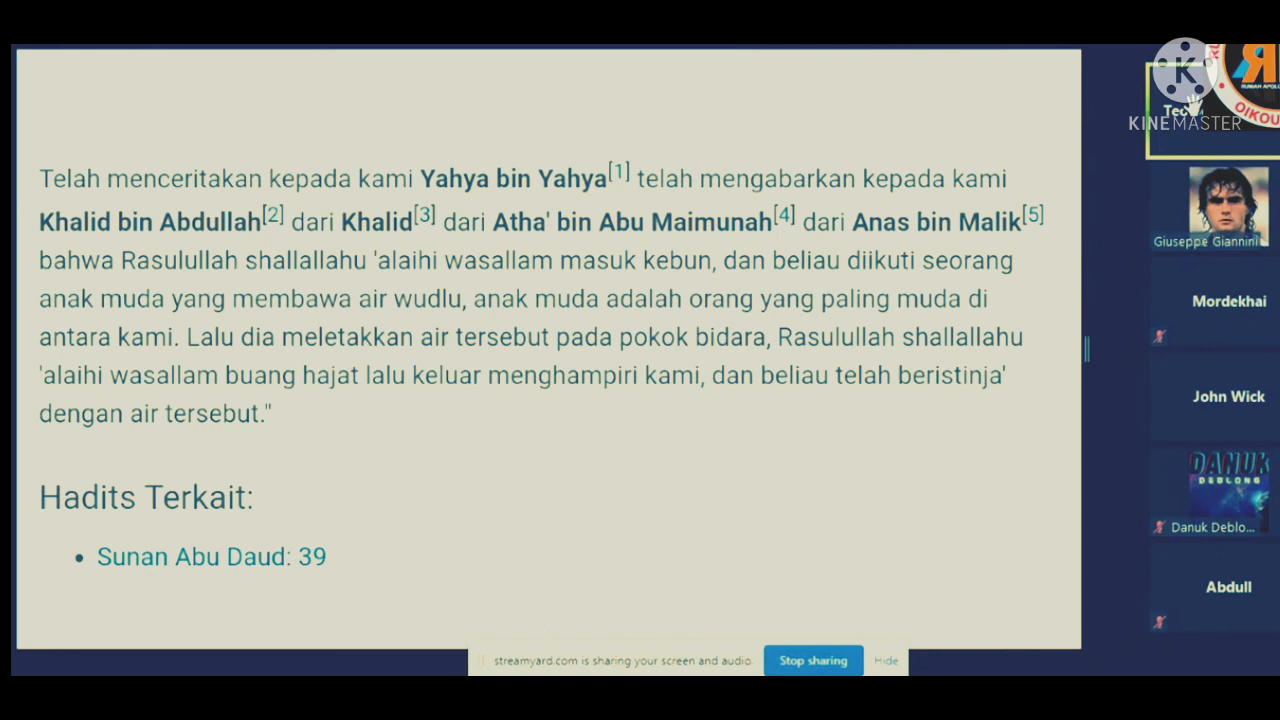 Telah menceritakan kepada kami Yahya bin Yahya[1] telah mengabarkan kepada kami
Khalid bin Abdullah[2] dari Khalid[3] dari Atha' bin Abu Maimunah[4] dari Anas bin Malik[5]
bahwa Rasulullah shallallahu 'alaihi wasallam masuk kebun, dan beliau diikuti seorang
anak muda yang membawa air wudlu, anak muda adalah orang yang paling muda di
antara kami. Lalu dia meletakkan air tersebut pada pokok bidara, Rasulullah shallallahu
'alaihi wasallam buang hajat lalu keluar menghampiri kami, dan beliau telah beristinja'
dengan air tersebut."
Hadits Terkait:
• Sunan Abu Daud: 39
streamyard.com is sharing your screen and audio.
Stop sharing
Hide
K
KINEMASTER
OIKOU
Giuseppe Giannini
Mordekhai
John Wick
DANUK
DEBLONG
Danuk Deblo...
Abdull